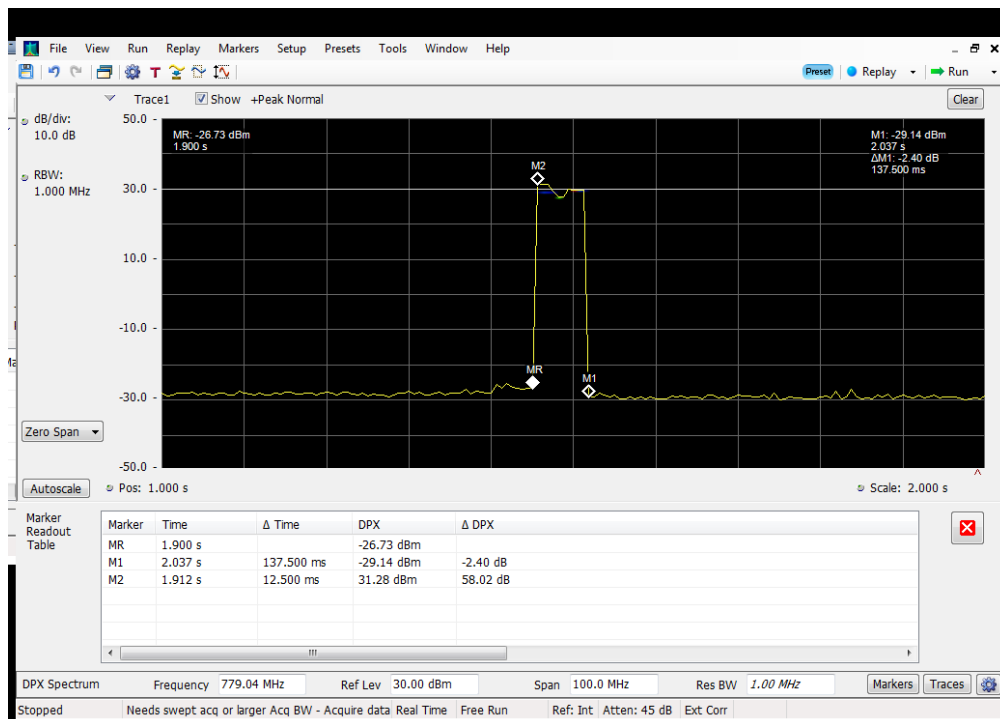 File View Run Replay Markers Setup Presets Tools Window Help
Preset Replay Run
Trace1 Show +Peak Normal Clear
dB/div:
10.0 dB
RBW:
1.000 MHz
50.0
30.0
10.0
-10.0
-30.0
-50.0
MR: -26.73 dBm
1.900 s
M1: -29.14 dBm
2.037 s
ΔM1: -2.40 dB
137.500 ms
M2
MR
M1
Zero Span
Autoscale Pos: 1.000 s Scale: 2.000 s
Marker
Readout
Table
Marker Time Δ Time DPX Δ DPX
MR 1.900 s -26.73 dBm
M1 2.037 s 137.500 ms -29.14 dBm -2.40 dB
M2 1.912 s 12.500 ms 31.28 dBm 58.02 dB
DPX Spectrum Frequency 779.04 MHz Ref Lev 30.00 dBm Span 100.0 MHz Res BW 1.00 MHz Markers Traces
Stopped Needs swept acq or larger Acq BW - Acquire data Real Time Free Run Ref: Int Atten: 45 dB Ext Corr